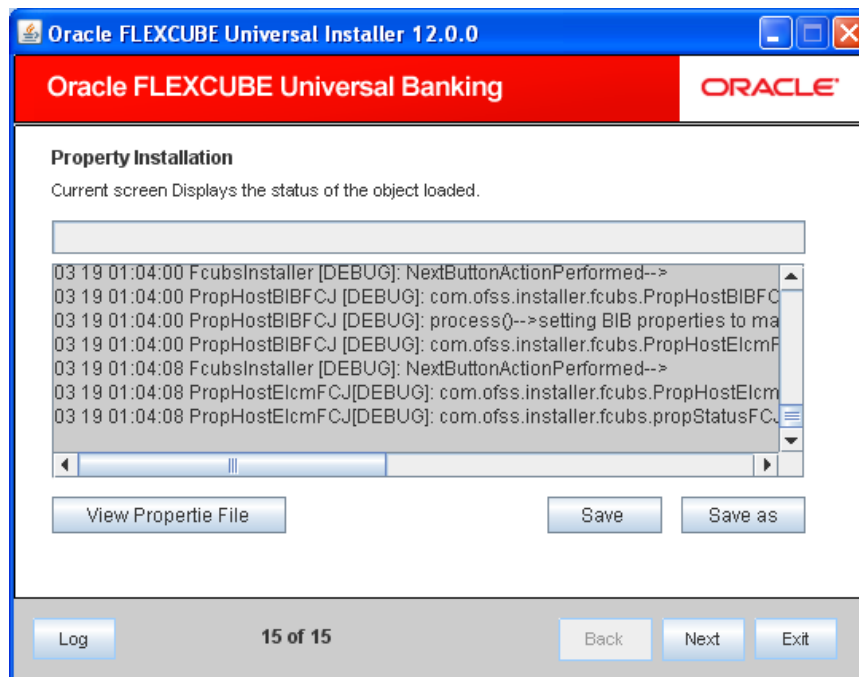 Oracle FLEXCUBE Universal Installer 12.0.0
Oracle FLEXCUBE Universal Banking
ORACLE
Property Installation
Current screen Displays the status of the object loaded.
03 19 01:04:00 FcubsInstaller [DEBUG]: NextButtonActionPerformed-->
03 19 01:04:00 PropHostBIBFCJ [DEBUG]: com.ofss.installer.fcubs.PropHostBIBFC
03 19 01:04:00 PropHostBIBFCJ [DEBUG]: process()-->setting BIB properties to ma
03 19 01:04:00 PropHostBIBFCJ [DEBUG]: com.ofss.installer.fcubs.PropHostElcmF
03 19 01:04:08 FcubsInstaller [DEBUG]: NextButtonActionPerformed-->
03 19 01:04:08 PropHostElcmFCJ[DEBUG]: com.ofss.installer.fcubs.PropHostElcm
03 19 01:04:08 PropHostElcmFCJ[DEBUG]: com.ofss.installer.fcubs.propStatusFCJ
View Propertie File
Save
Save as
Log
15 of 15
Back
Next
Exit